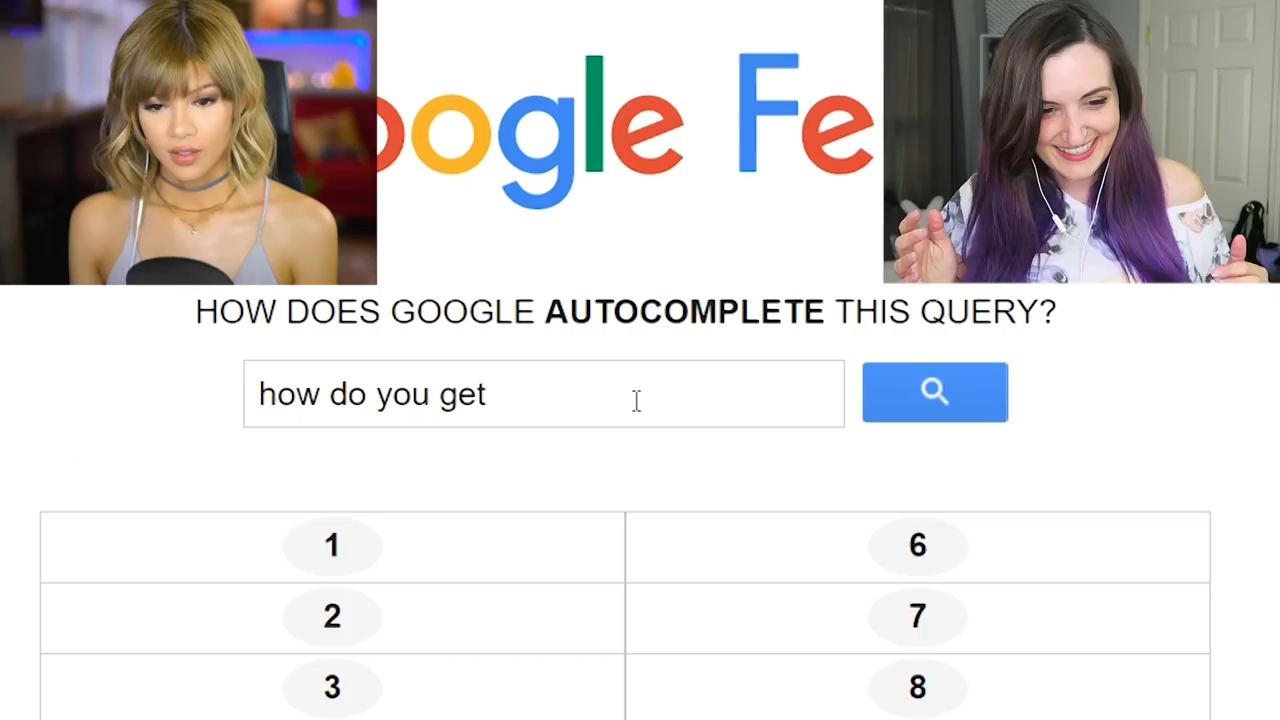 oogle Fe
HOW DOES GOOGLE AUTOCOMPLETE THIS QUERY?
how do you get
1 6
2 7
3 8